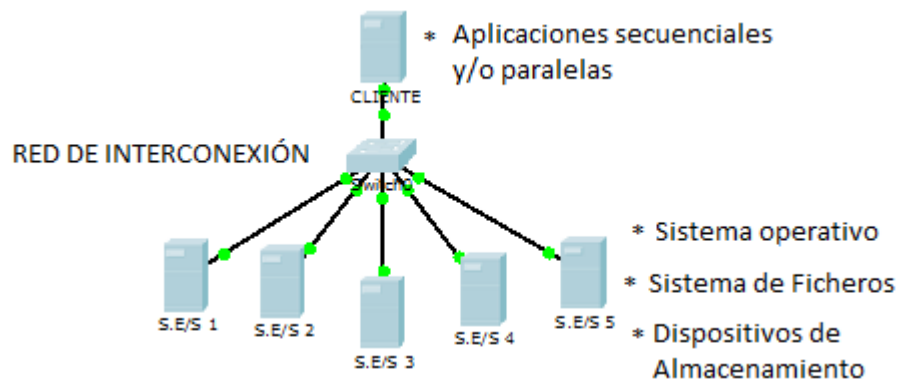 * Aplicaciones secuenciales
y/o paralelas
CLIENTE
RED DE INTERCONEXIÓN
Switch0
* Sistema operativo
* Sistema de Ficheros
S.E/S 1
S.E/S 2
S.E/S 3
S.E/S 4
S.E/S 5
* Dispositivos de
Almacenamiento